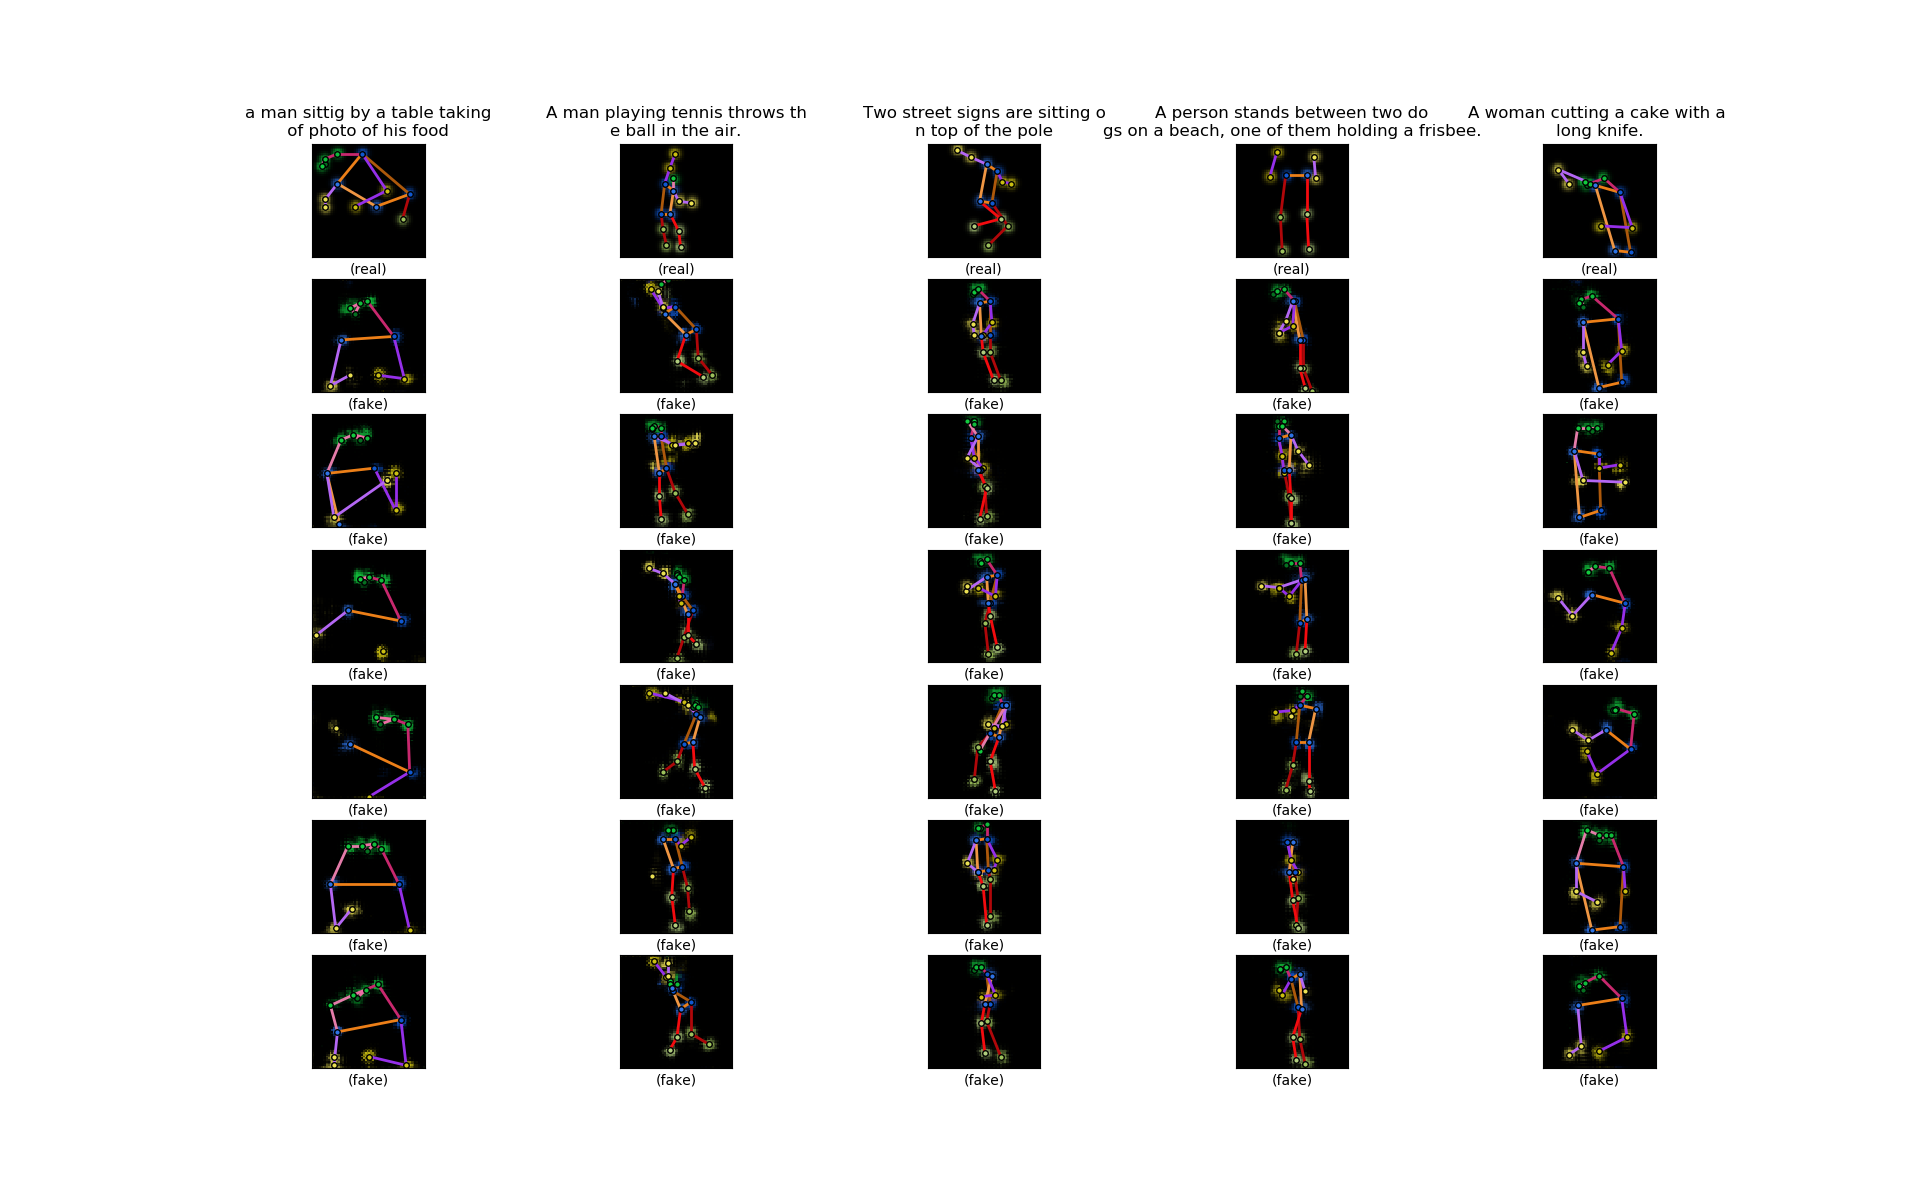 a man sittig by a table taking
of photo of his food
A man playing tennis throws th
e ball in the air.
Two street signs are sitting o
n top of the pole
A person stands between two do
gs on a beach, one of them holding a frisbee.
A woman cutting a cake with a
long knife.
(real) (real) (real) (real) (real)
(fake) (fake) (fake) (fake) (fake)
(fake) (fake) (fake) (fake) (fake)
(fake) (fake) (fake) (fake) (fake)
(fake) (fake) (fake) (fake) (fake)
(fake) (fake) (fake) (fake) (fake)
(fake) (fake) (fake) (fake) (fake)